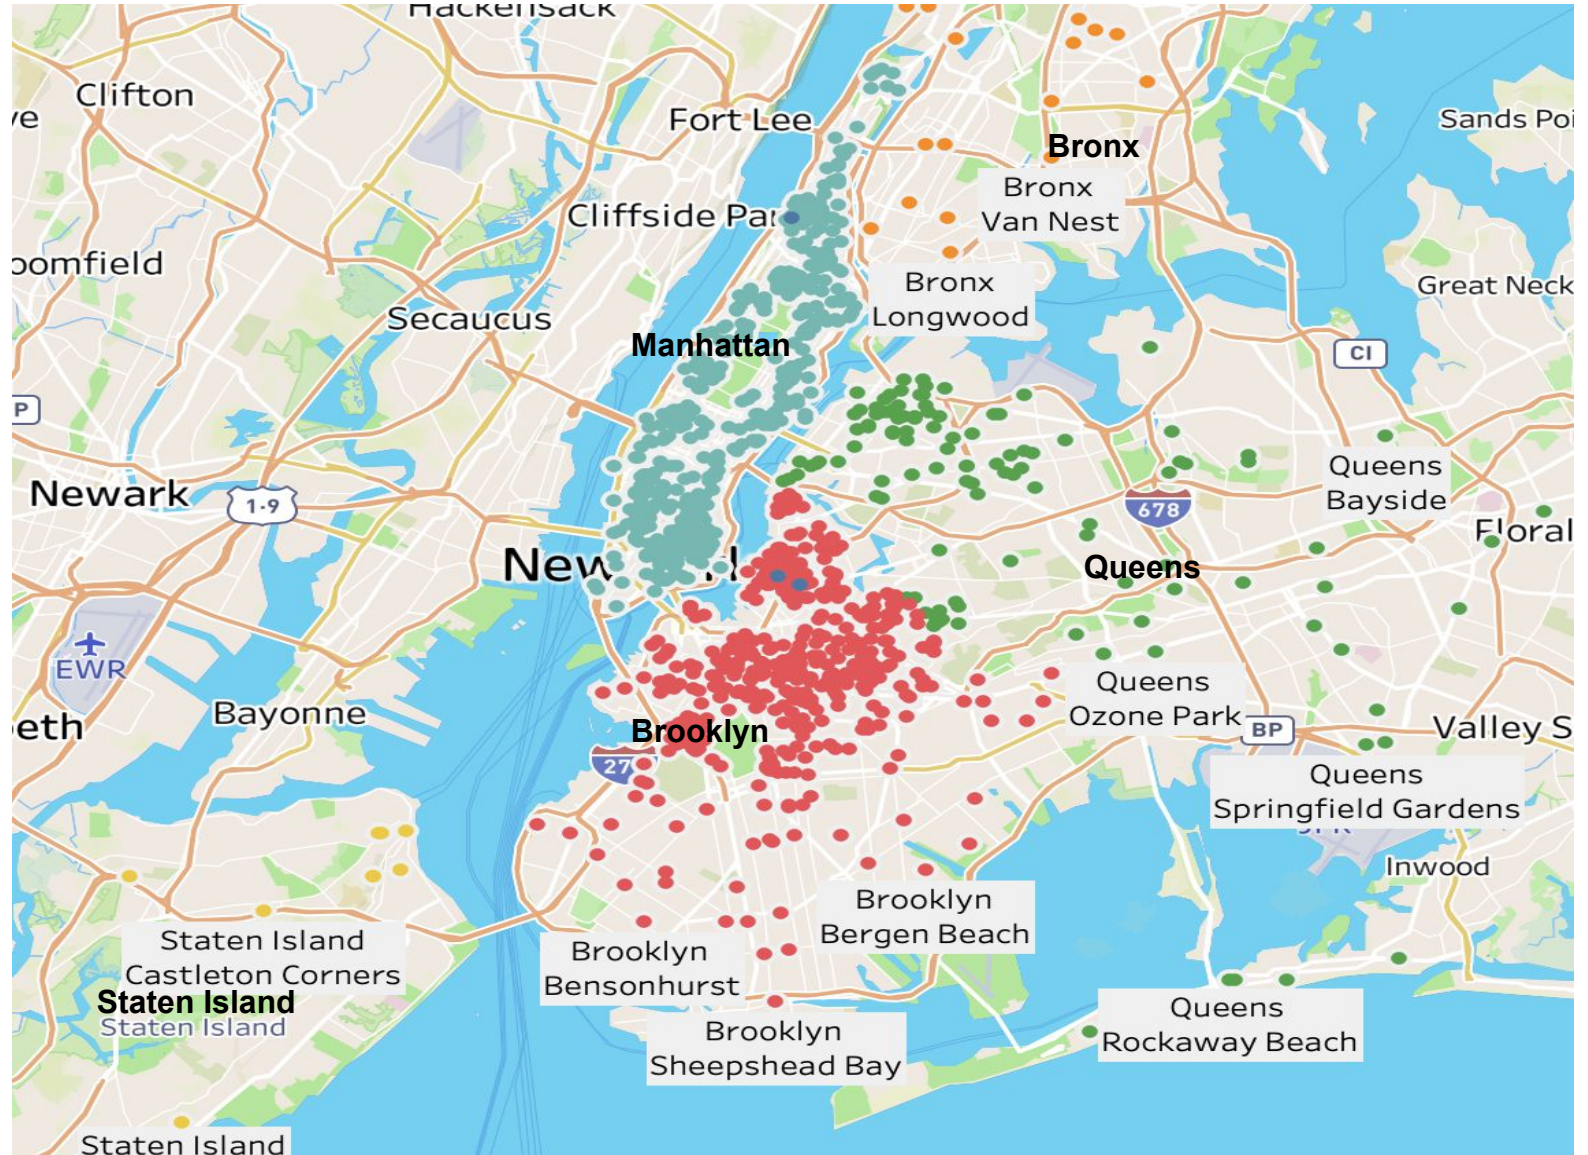 Hackensack
Clifton
Fort Lee
Sands Poi
ve
Bronx
Bronx
Van Nest
Cliffside Par
oomfield
Bronx
Longwood
Great Neck
Secaucus
Manhattan
CI
P
Queens
Bayside
Newark
1-9
678
Floral
New
Queens
EWR
Queens
Ozone Park
Bayonne
eth
Brooklyn
BP
Valley S
27
Queens
Springfield Gardens
Inwood
Brooklyn
Bergen Beach
Staten Island
Castleton Corners
Brooklyn
Bensonhurst
Staten Island
Staten Island
Queens
Rockaway Beach
Brooklyn
Sheepshead Bay
Staten Island